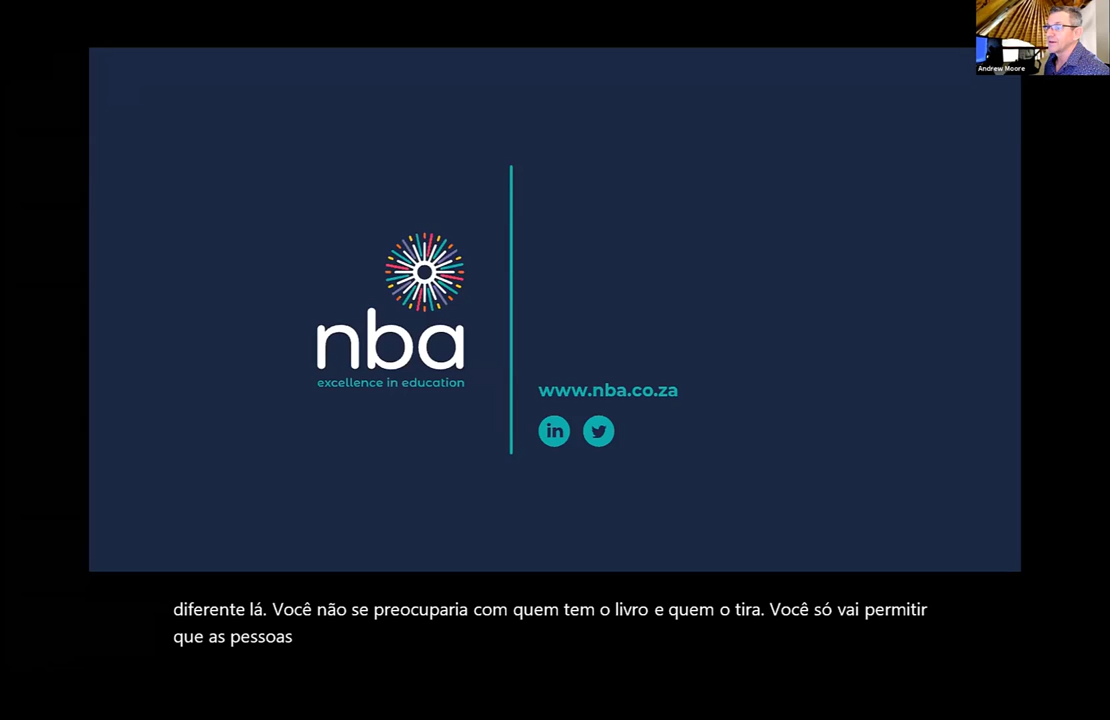 Andrew Moore
nba
excellence in education
www.nba.co.za
in
diferente lá. Você não se preocuparia com quem tem o livro e quem o tira. Você só vai permitir
que as pessoas